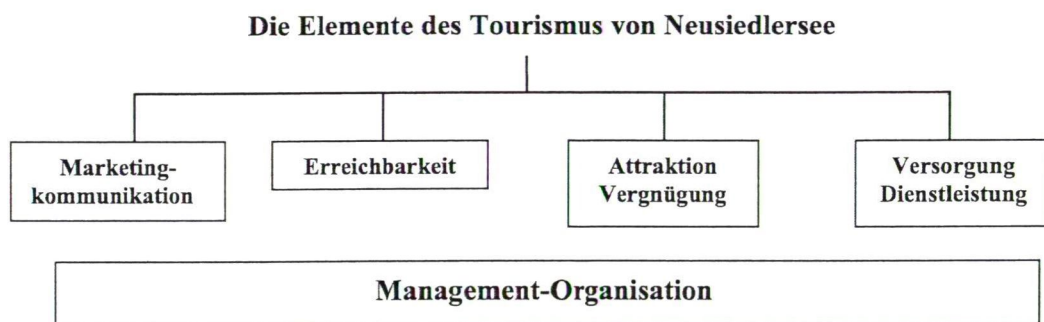 Die Elemente des Tourismus von Neusiedlersee
Marketing-
kommunikation
Erreichbarkeit
Attraktion
Vergnügung
Versorgung
Dienstleistung
Management-Organisation